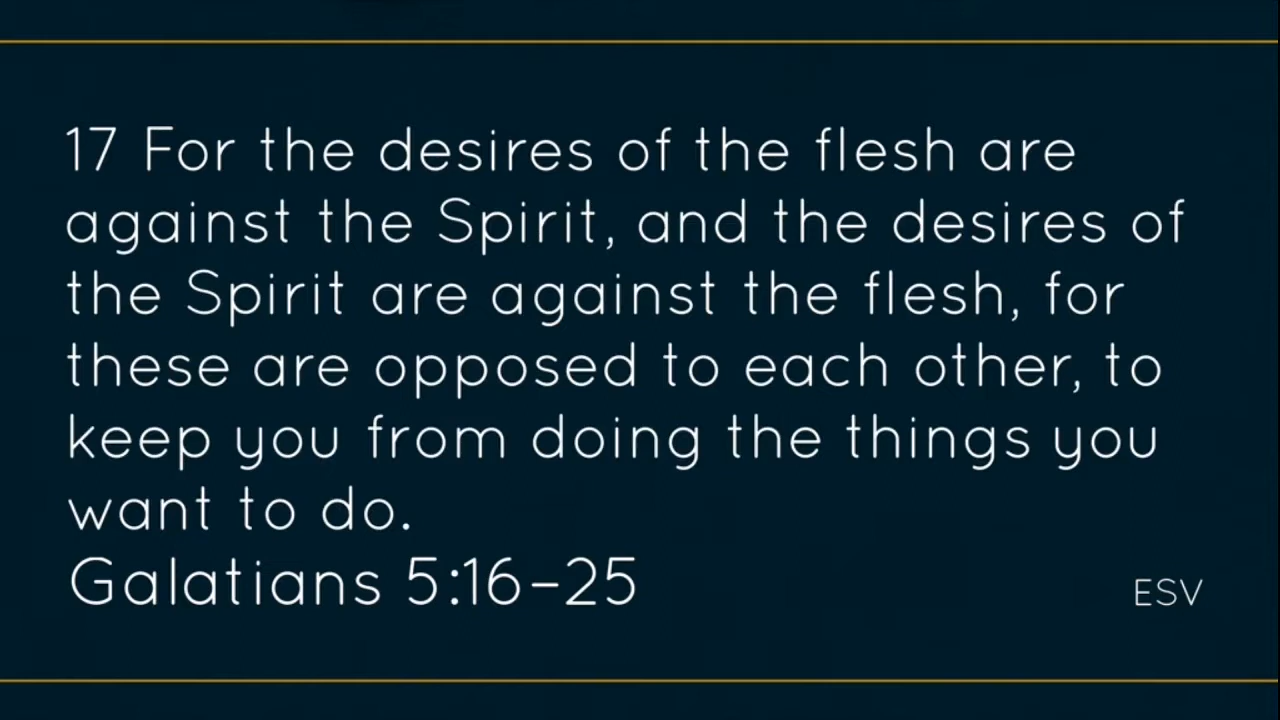 17 For the desires of the flesh are
against the Spirit, and the desires of
the Spirit are against the flesh, for
these are opposed to each other, to
keep you from doing the things you
want to do.
Galatians 5:16–25
ESV